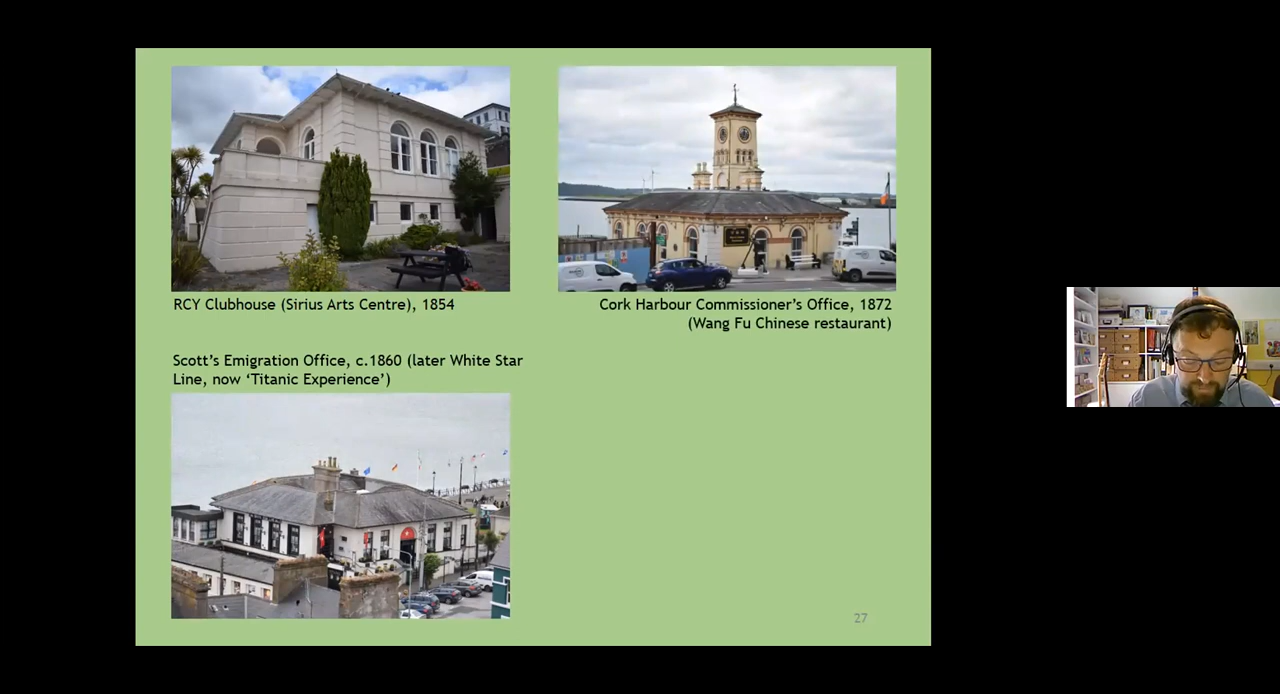 RCY Clubhouse (Sirius Arts Centre), 1854
Cork Harbour Commissioner’s Office, 1872
(Wang Fu Chinese restaurant)
Scott’s Emigration Office, c.1860 (later White Star
Line, now ‘Titanic Experience’)
27